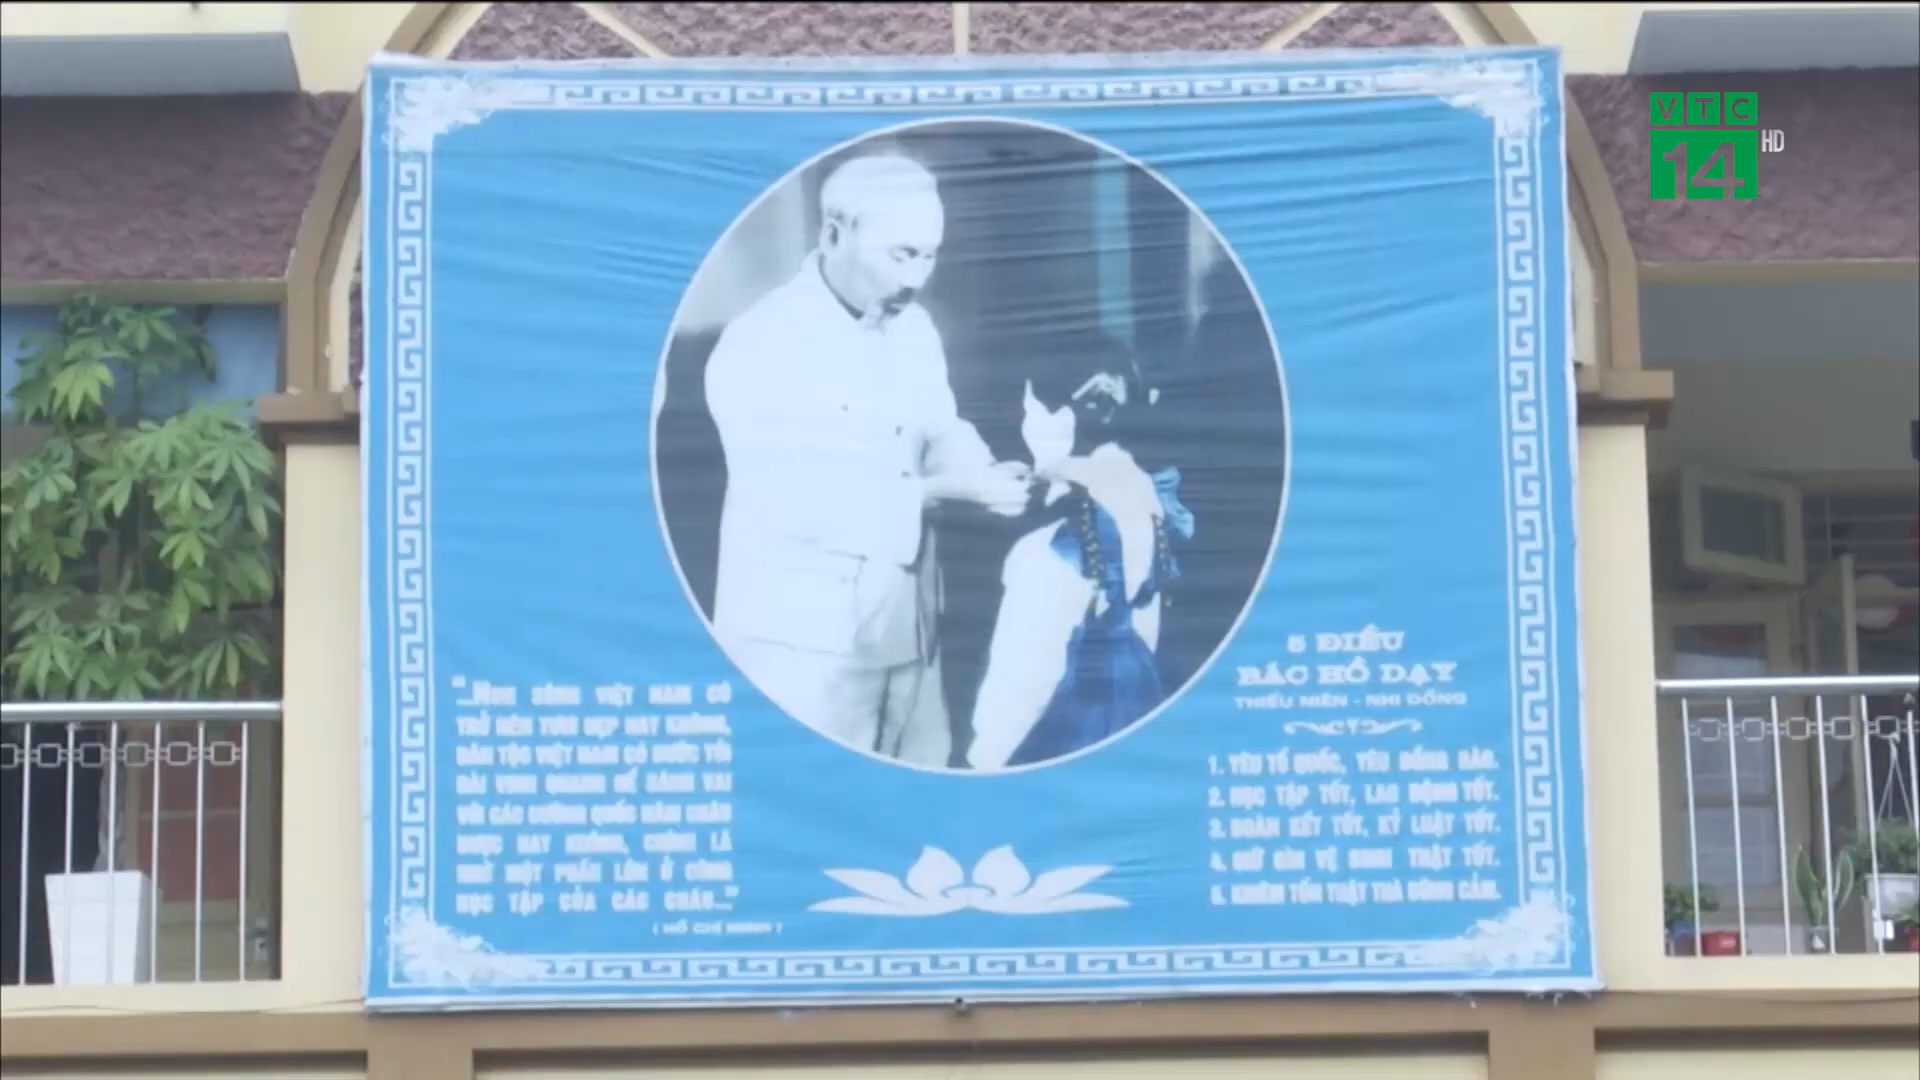 VTC
14 HD
5 ĐIỀU
BÁC HỒ DẠY
THIẾU NIÊN - NHI ĐỒNG
1. YÊU TỔ QUỐC, YÊU ĐỒNG BÀO.
2. HỌC TẬP TỐT, LAO ĐỘNG TỐT.
3. ĐOÀN KẾT TỐT, KỶ LUẬT TỐT.
4. GIỮ GÌN VỆ SINH THẬT TỐT.
5. KHIÊM TỐN THẬT THÀ DŨNG CẢM.
"...NON SÔNG VIỆT NAM CÓ
TRỞ NÊN TƯƠI ĐẸP HAY KHÔNG,
DÂN TỘC VIỆT NAM CÓ BƯỚC TỚI
ĐÀI VINH QUANG ĐỂ SÁNH VAI
VỚI CÁC CƯỜNG QUỐC NĂM CHÂU
ĐƯỢC HAY KHÔNG, CHÍNH LÀ
NHỜ MỘT PHẦN LỚN Ở CÔNG
HỌC TẬP CỦA CÁC CHÁU..."
( HỒ CHÍ MINH )